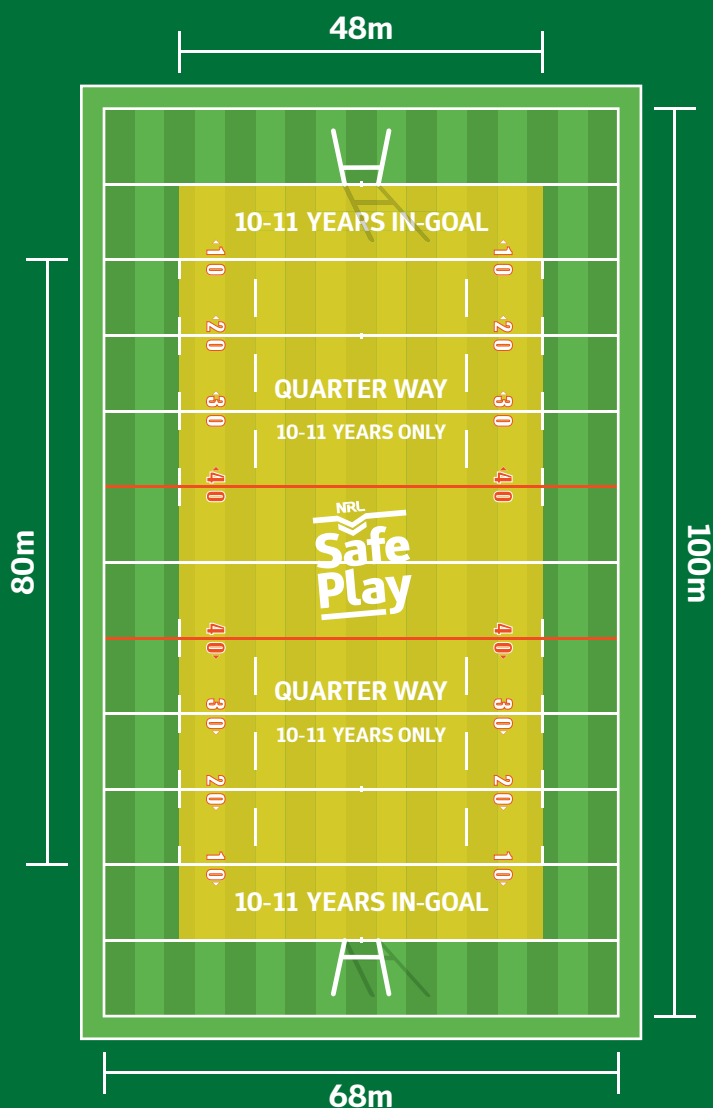 48m
10-11 YEARS IN-GOAL
10 10
20 20
QUARTER WAY
30 30
10-11 YEARS ONLY
40 40
NRL
Safe
Play
80m
100m
40 40
QUARTER WAY
30 30
10-11 YEARS ONLY
20 20
10 10
10-11 YEARS IN-GOAL
68m